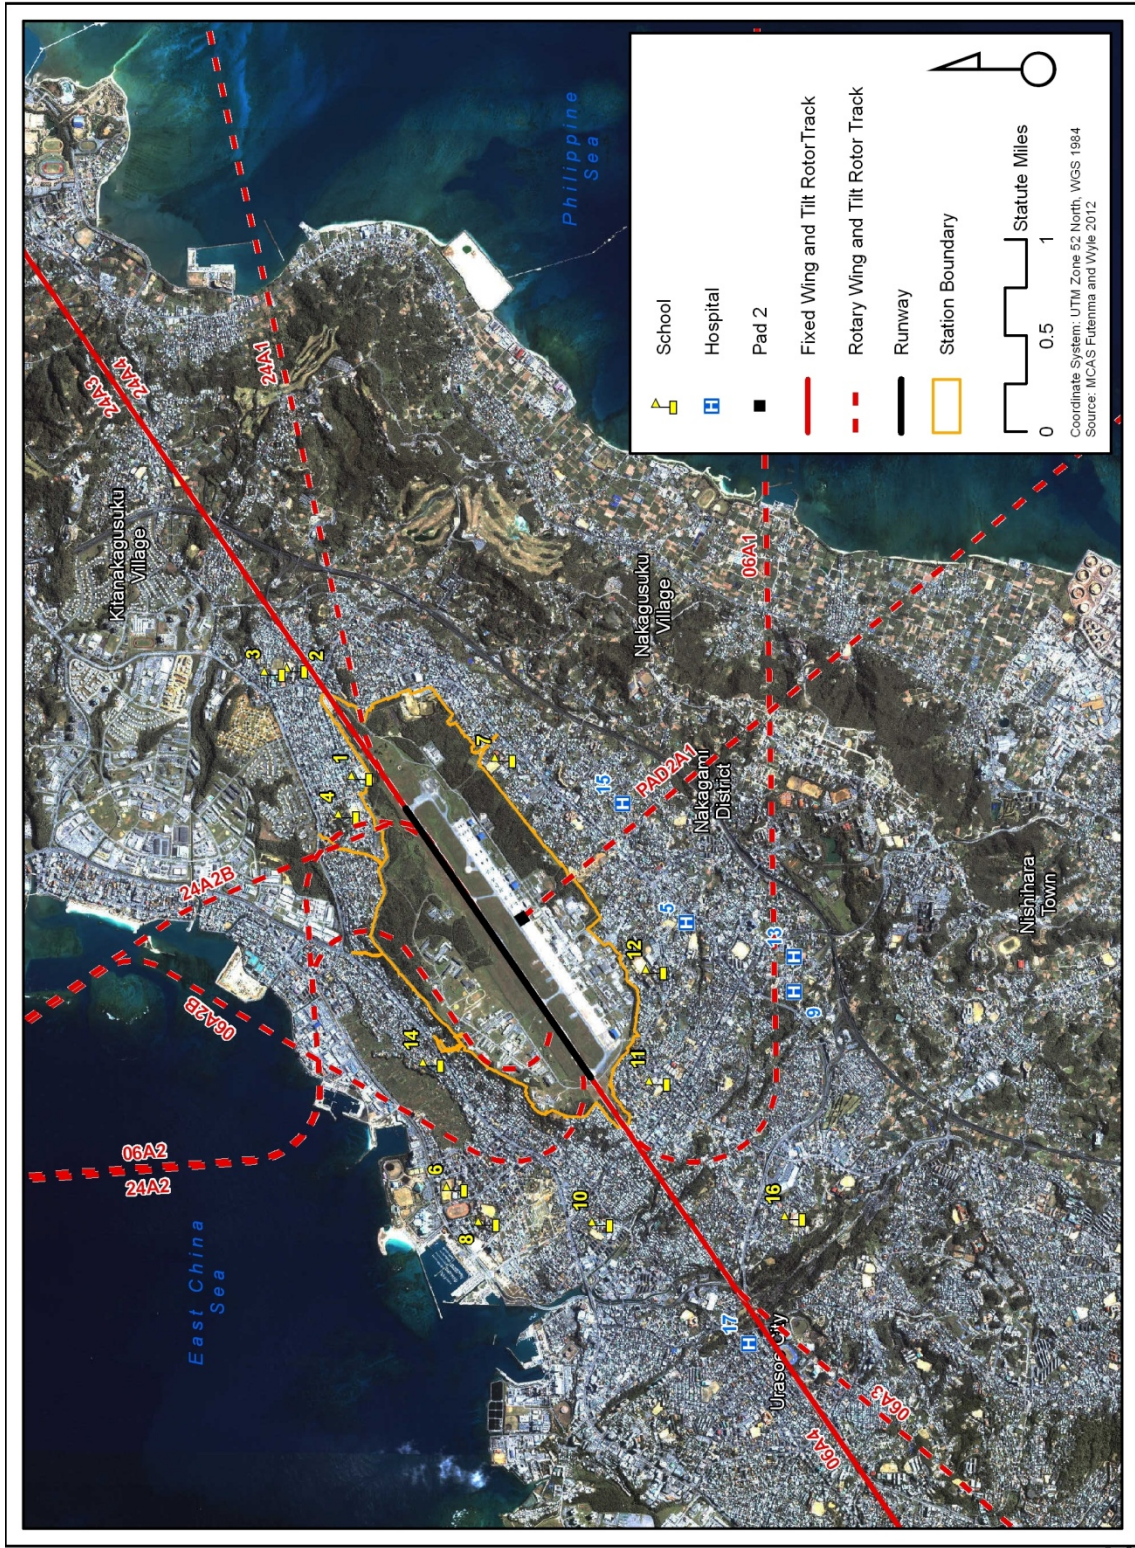 24A3
24A4
24A1
Kitanakagusuku
Village
3
2
1
4
24A2B
06A2B
06A2
24A2
East China
Sea
Philippine
Sea
14
6
8
10
7
15
PAD2A1
Nakagusuku
Village
06A1
Nakagami
District
5
12
13
9
11
16
17
Urasoe City
06A3
06A4
Nishihara
Town
School
H
Hospital
Pad 2
Fixed Wing and Tilt RotorTrack
Rotary Wing and Tilt Rotor Track
Runway
Station Boundary
Statute Miles
0
0.5
1
Coordinate System: UTM Zone 52 North, WGS 1984
Source: MCAS Futenma and Wyle 2012
H
H
H
H
H